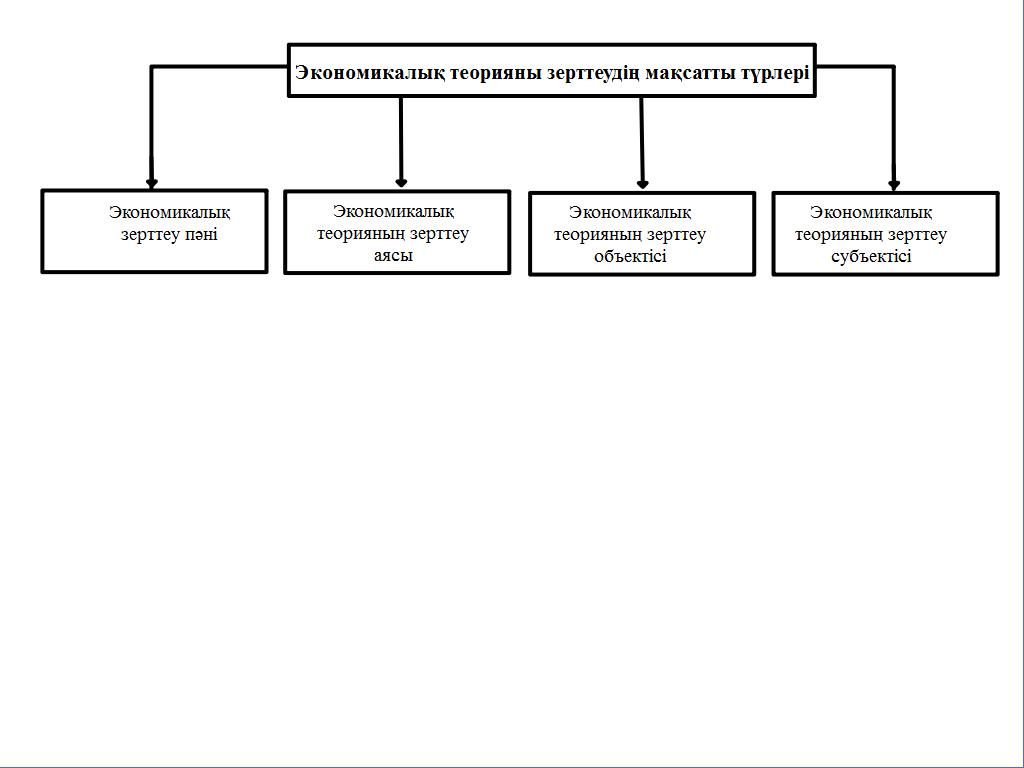 Экономикалық теорияны зерттеудің мақсатты түрлері
Экономикалық
зерттеу пәні
Экономикалық
теорияның зерттеу
аясы
Экономикалық
теорияның зерттеу
объектісі
Экономикалық
теорияның зерттеу
субъектісі